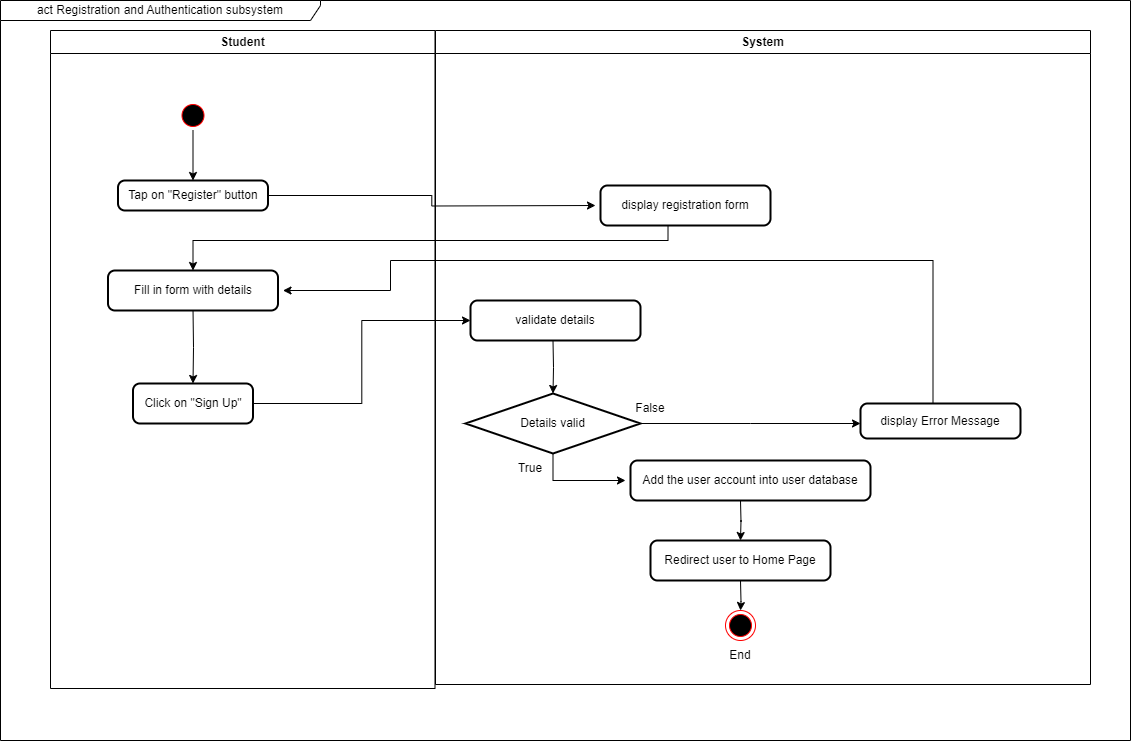 act Registration and Authentication subsystem
Student
System
Tap on "Register" button
display registration form
Fill in form with details
validate details
Click on "Sign Up"
Details valid
False
display Error Message
True
Add the user account into user database
Redirect user to Home Page
End